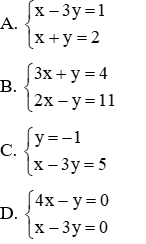 A. { x − 3y = 1
x + y = 2
B. { 3x + y = 4
2x − y = 11
C. { y = −1
x − 3y = 5
D. { 4x − y = 0
x − 3y = 0